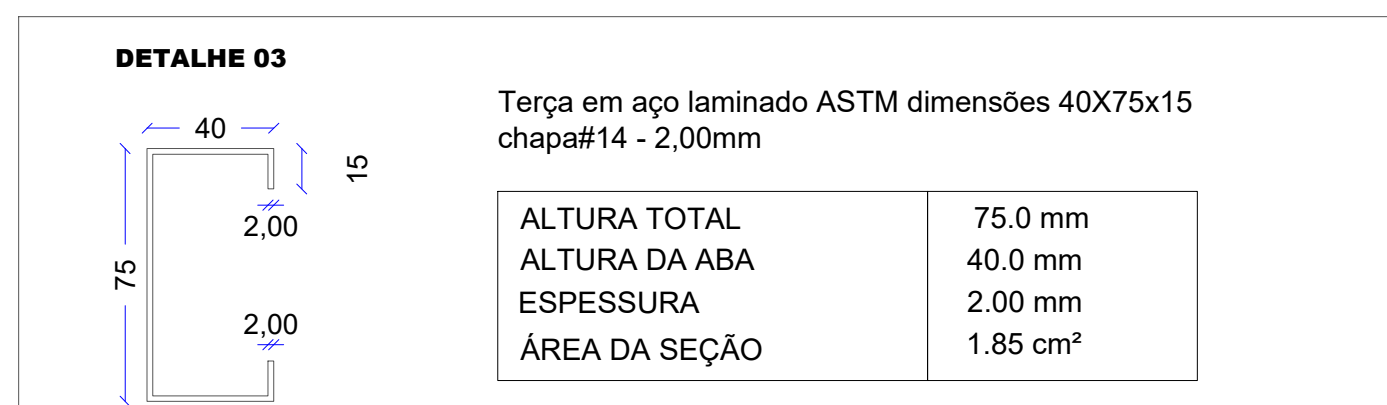 DETALHE 03
Terça em aço laminado ASTM dimensões 40X75x15
chapa#14 - 2,00mm
40
15
2,00
75
2,00
ALTURA TOTAL 75.0 mm
ALTURA DA ABA 40.0 mm
ESPESSURA 2.00 mm
ÁREA DA SEÇÃO 1.85 cm²